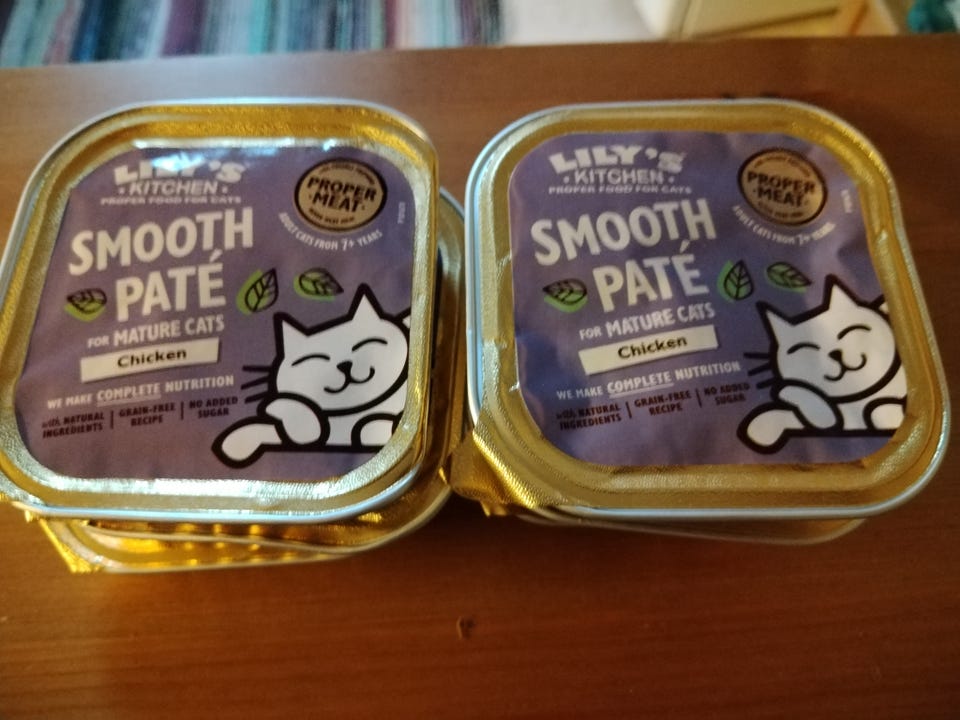 LILY'S
• KITCHEN •
PROPER FOOD FOR CATS
PROPER
MEAT
ADULT CATS FROM 7+ YEARS
SMOOTH
PATÉ
FOR MATURE CATS
Chicken
WE MAKE COMPLETE NUTRITION
with NATURAL INGREDIENTS
GRAIN-FREE RECIPE
NO ADDED SUGAR
LILY'S
• KITCHEN •
PROPER FOOD FOR CATS
PROPER
MEAT
ADULT CATS FROM 7+ YEARS
SMOOTH
PATÉ
FOR MATURE CATS
Chicken
WE MAKE COMPLETE NUTRITION
with NATURAL INGREDIENTS
GRAIN-FREE RECIPE
NO ADDED SUGAR